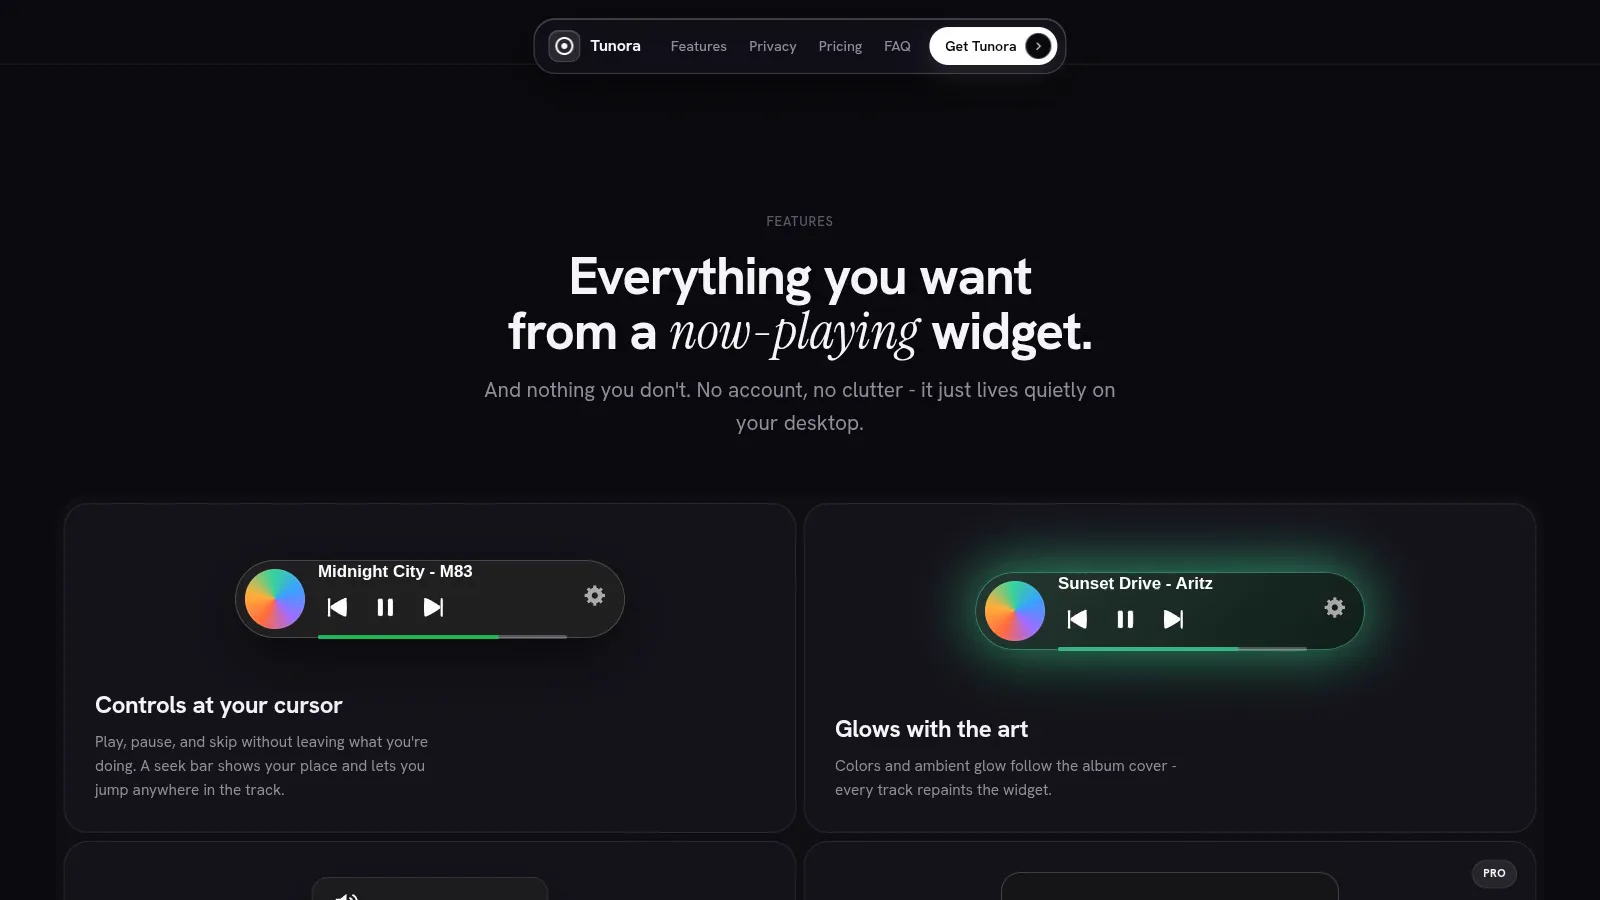 Tunora
Features
Privacy
Pricing
FAQ
Get Tunora
FEATURES
Everything you want
from a now-playing widget.
And nothing you don't. No account, no clutter - it just lives quietly on
your desktop.
Midnight City - M83
Controls at your cursor
Play, pause, and skip without leaving what you're
doing. A seek bar shows your place and lets you
jump anywhere in the track.
Sunset Drive - Aritz
Glows with the art
Colors and ambient glow follow the album cover -
every track repaints the widget.
PRO